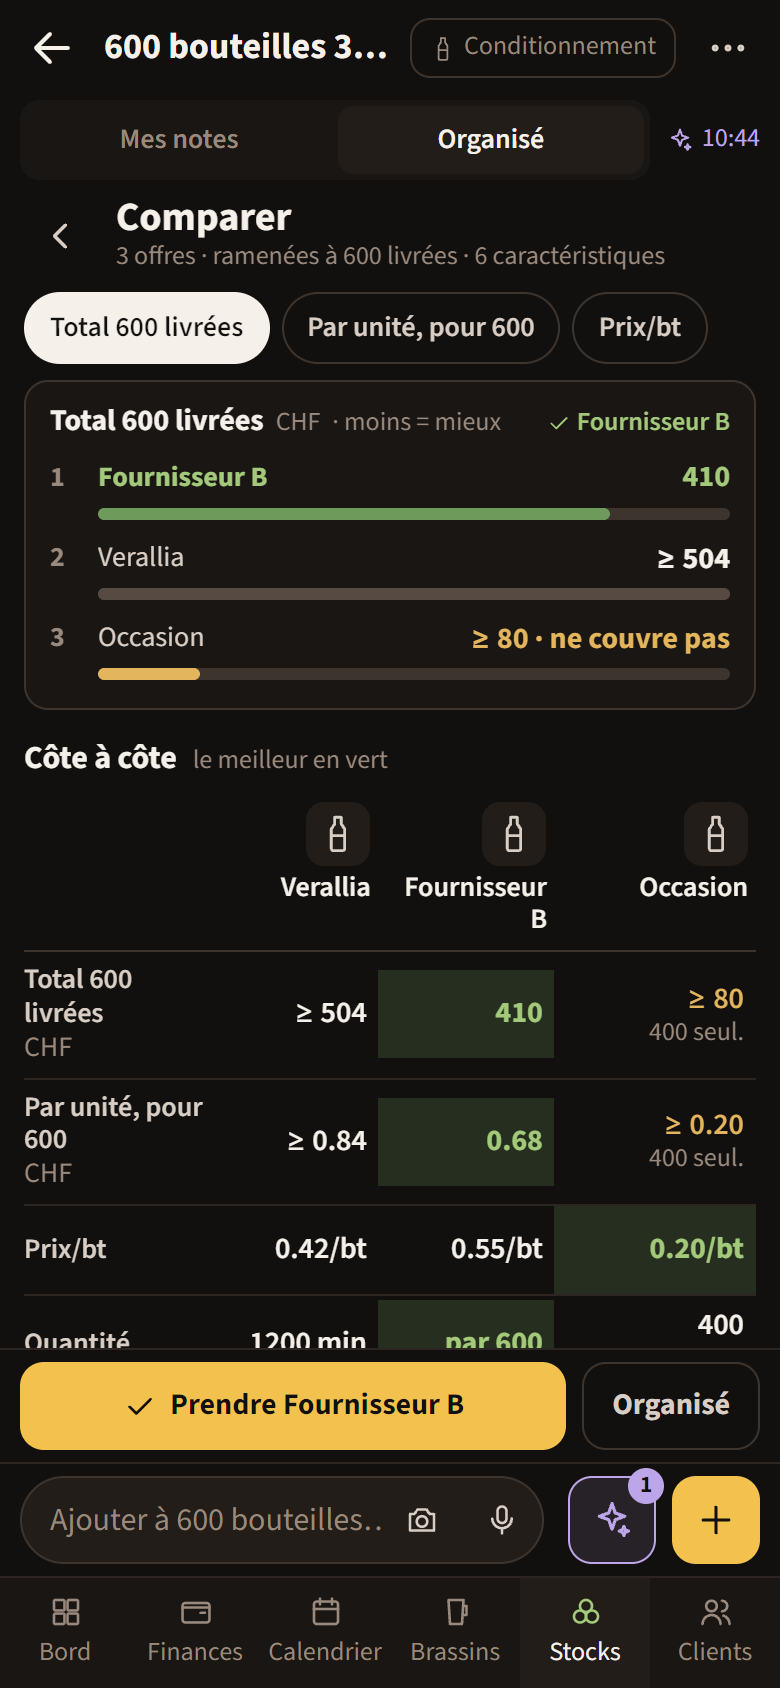 600 bouteilles 3...
Conditionnement
Mes notes
Organisé
10:44
Comparer
3 offres · ramenées à 600 livrées · 6 caractéristiques
Total 600 livrées
Par unité, pour 600
Prix/bt
Total 600 livrées CHF · moins = mieux
Fournisseur B
1 Fournisseur B 410
2 Verallia ≥ 504
3 Occasion ≥ 80 · ne couvre pas
Côte à côte le meilleur en vert
Verallia Fournisseur B Occasion
Total 600 livrées CHF ≥ 504 410 ≥ 80 400 seul.
Par unité, pour 600 CHF ≥ 0.84 0.68 ≥ 0.20 400 seul.
Prix/bt 0.42/bt 0.55/bt 0.20/bt
Quantité 1200 min par 600 400
Prendre Fournisseur B
Organisé
Ajouter à 600 bouteilles..
1
Bord
Finances
Calendrier
Brassins
Stocks
Clients